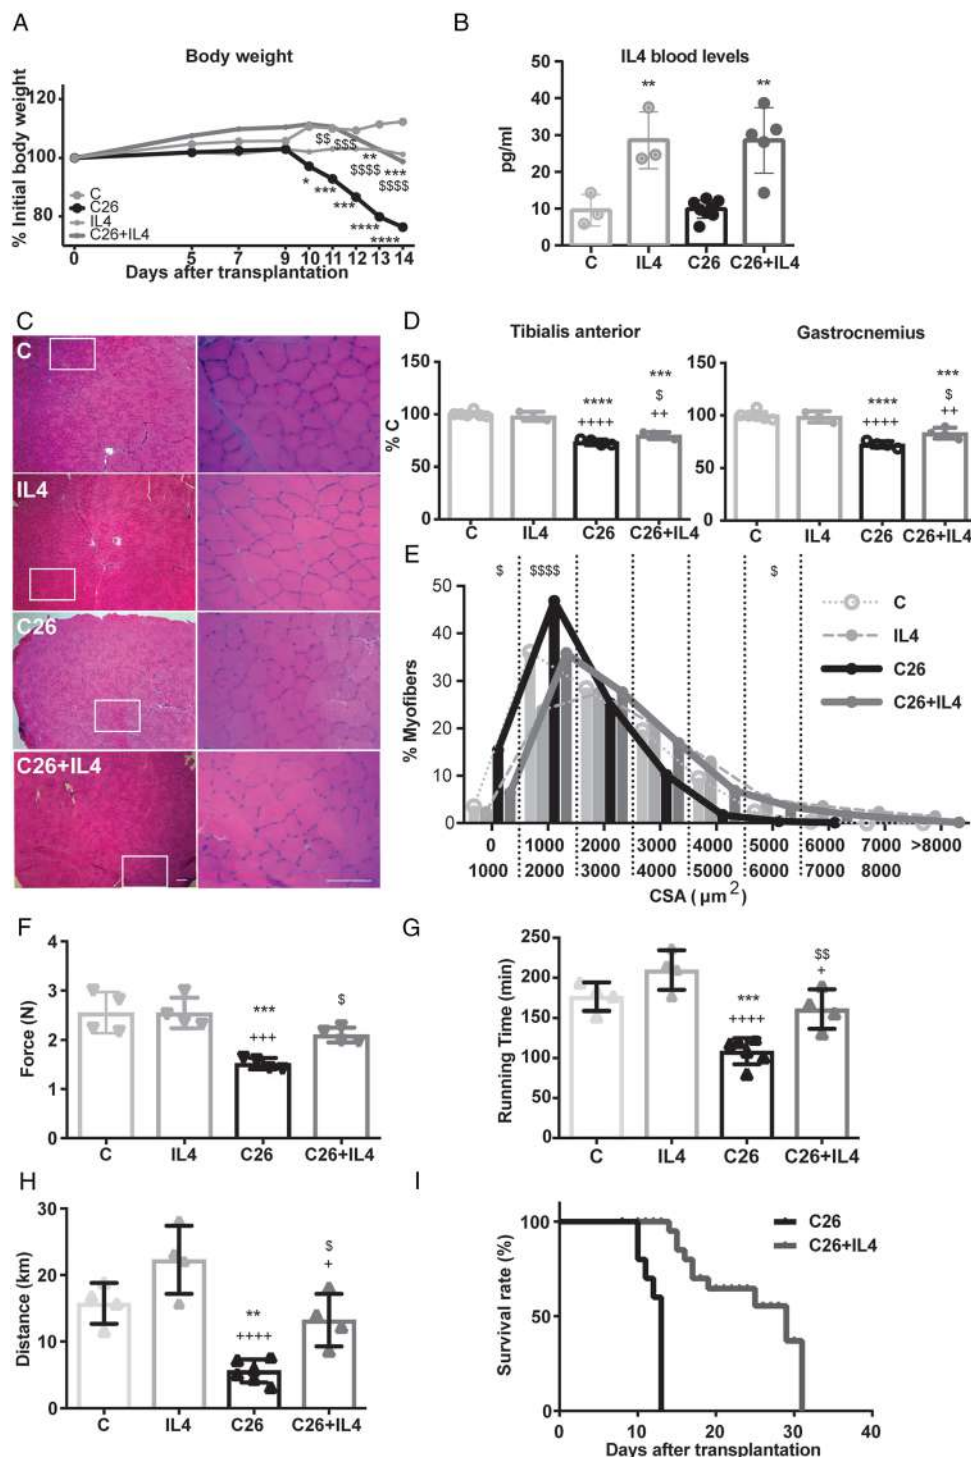 A
Body weight
% Initial body weight
120
100
80
$$ $$$
**
$$$$
***
$$$$
*
***
***
****
****
C
C26
IL4
C26+IL4
0 5 7 9 10 11 12 13 14
Days after transplantation
B
IL4 blood levels
pg/ml
50
40
30
20
10
0
**
**
C IL4 C26 C26+IL4
C
C
IL4
C26
C26+IL4
D
Tibialis anterior
% C
150
100
50
0
****
++++
***
$
++
C IL4 C26 C26+IL4
Gastrocnemius
150
100
50
0
****
++++
***
$
++
C IL4 C26 C26+IL4
E
% Myofibers
50
40
30
20
10
0
$ $$$$ $
C
IL4
C26
C26+IL4
0 1000 2000 3000 4000 5000 6000 7000 >8000
1000 2000 3000 4000 5000 6000 7000 8000
CSA (µm2)
F
Force (N)
4
3
2
1
0
***
+++
$
C IL4 C26 C26+IL4
G
Running Time (min)
250
200
150
100
50
0
***
++++
$$
+
C IL4 C26 C26+IL4
H
Distance (km)
30
20
10
0
**
++++
$
+
C IL4 C26 C26+IL4
I
Survival rate (%)
100
50
0
C26
C26+IL4
0 10 20 30 40
Days after transplantation